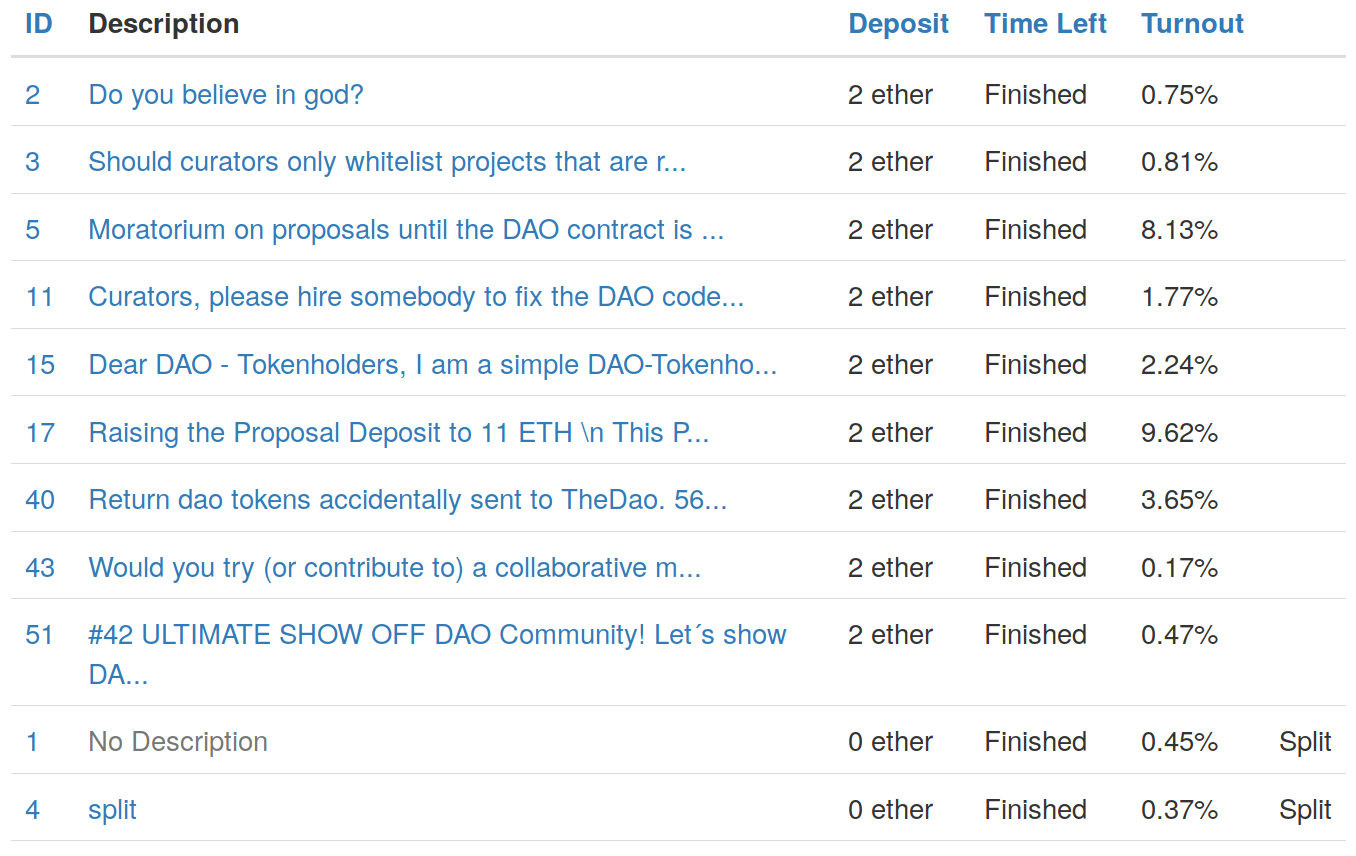 ID Description Deposit Time Left Turnout
2 Do you believe in god? 2 ether Finished 0.75%
3 Should curators only whitelist projects that are r... 2 ether Finished 0.81%
5 Moratorium on proposals until the DAO contract is ... 2 ether Finished 8.13%
11 Curators, please hire somebody to fix the DAO code... 2 ether Finished 1.77%
15 Dear DAO - Tokenholders, I am a simple DAO-Tokenho... 2 ether Finished 2.24%
17 Raising the Proposal Deposit to 11 ETH \n This P... 2 ether Finished 9.62%
40 Return dao tokens accidentally sent to TheDao. 56... 2 ether Finished 3.65%
43 Would you try (or contribute to) a collaborative m... 2 ether Finished 0.17%
51 #42 ULTIMATE SHOW OFF DAO Community! Let´s show 2 ether Finished 0.47%
DA...
1 No Description 0 ether Finished 0.45% Split
4 split 0 ether Finished 0.37% Split